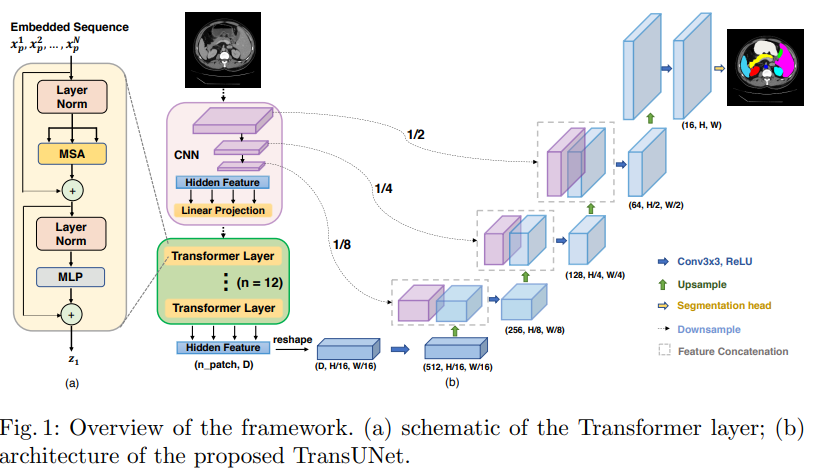 Embedded Sequence
x_p^1, x_p^2, ..., x_p^N
Layer
Norm
MSA
+
Layer
Norm
MLP
+
z_1
(a)
CNN
Hidden Feature
Linear Projection
Transformer Layer
(n = 12)
Transformer Layer
Hidden Feature
(n_patch, D)
reshape
(D, H/16, W/16)
(512, H/16, W/16)
(b)
1/2
1/4
1/8
(256, H/8, W/8)
(128, H/4, W/4)
(64, H/2, W/2)
(16, H, W)
Conv3x3, ReLU
Upsample
Segmentation head
Downsample
Feature Concatenation
Fig. 1: Overview of the framework. (a) schematic of the Transformer layer; (b)
architecture of the proposed TransUNet.